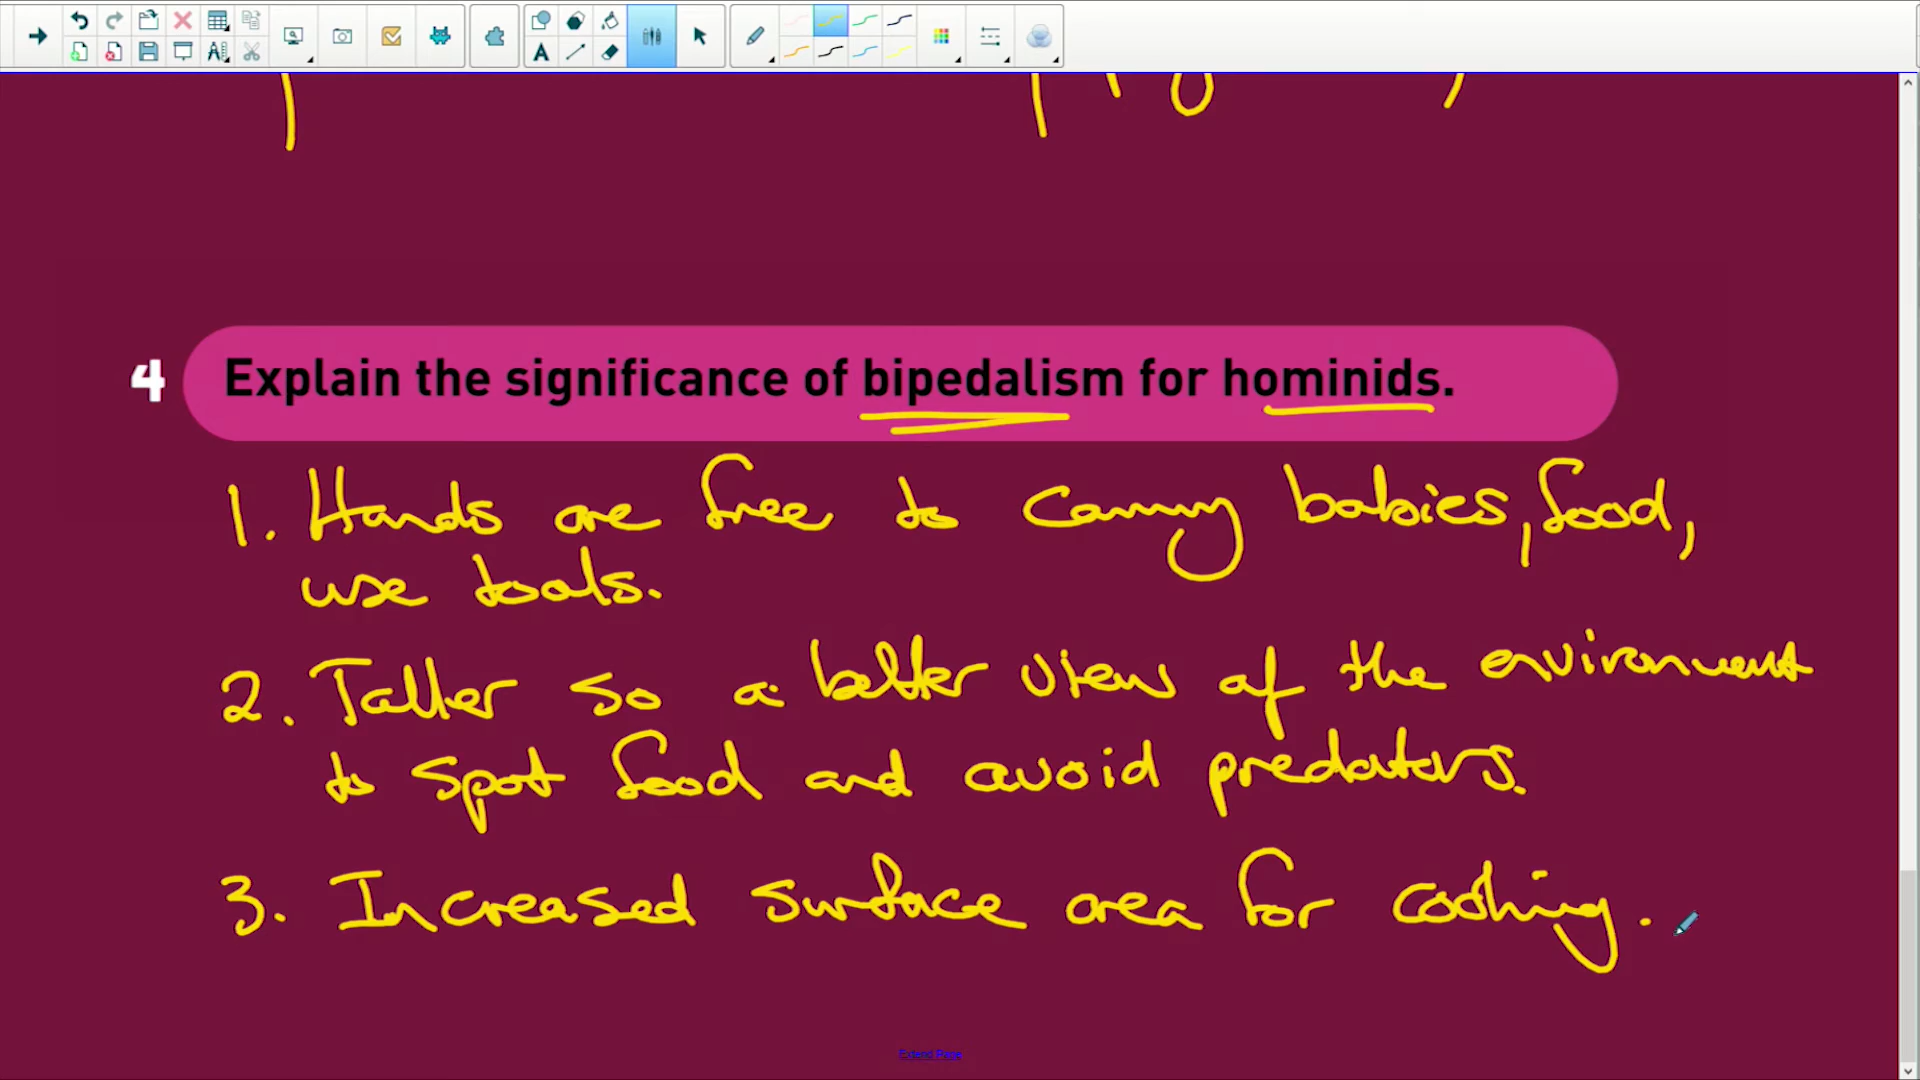 4 Explain the significance of bipedalism for hominids.
1. Hands are free to carry babies, food,
use tools.
2. Taller so a better view of the environment
to spot food and avoid predators.
3. Increased surface area for cooling.
Extend Page